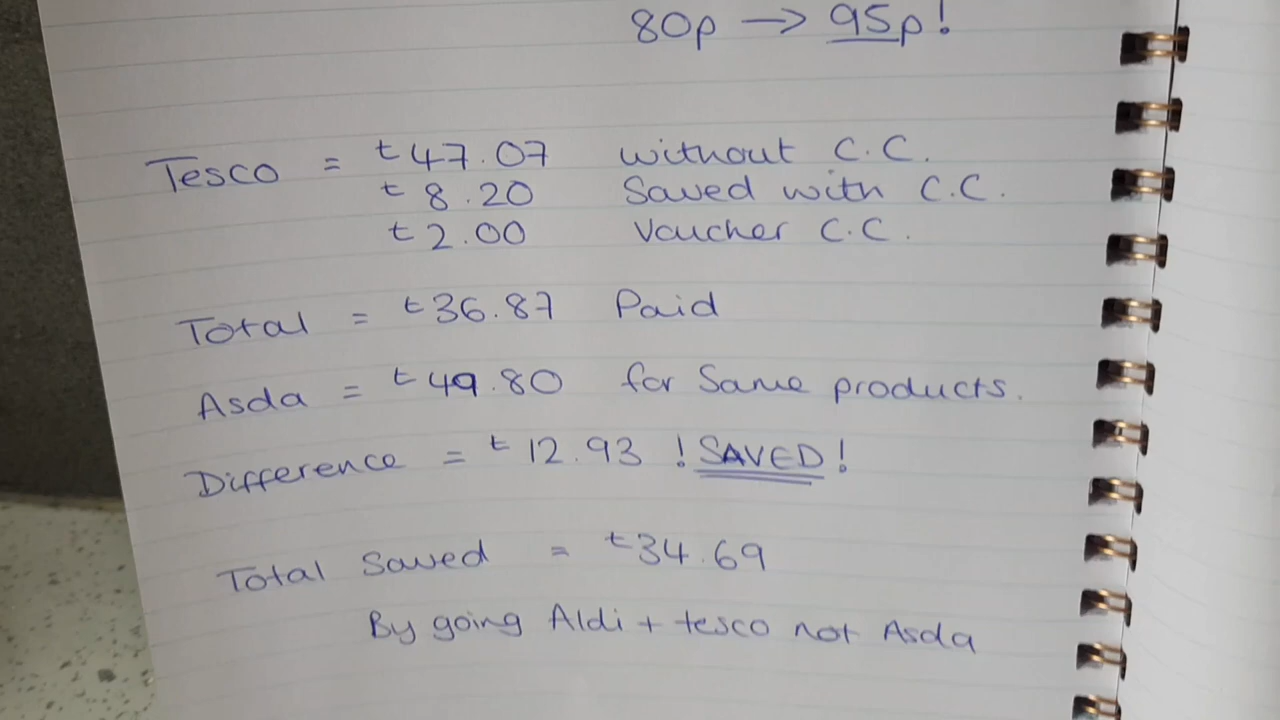 80p → 95p!
Tesco = £47.07 without C.C.
£8.20 Saved with C.C.
£2.00 Voucher C.C.
Total = £36.87 Paid
Asda = £49.80 for Same products.
Difference = £12.93 !SAVED!
Total Saved = £34.69
By going Aldi + tesco not Asda